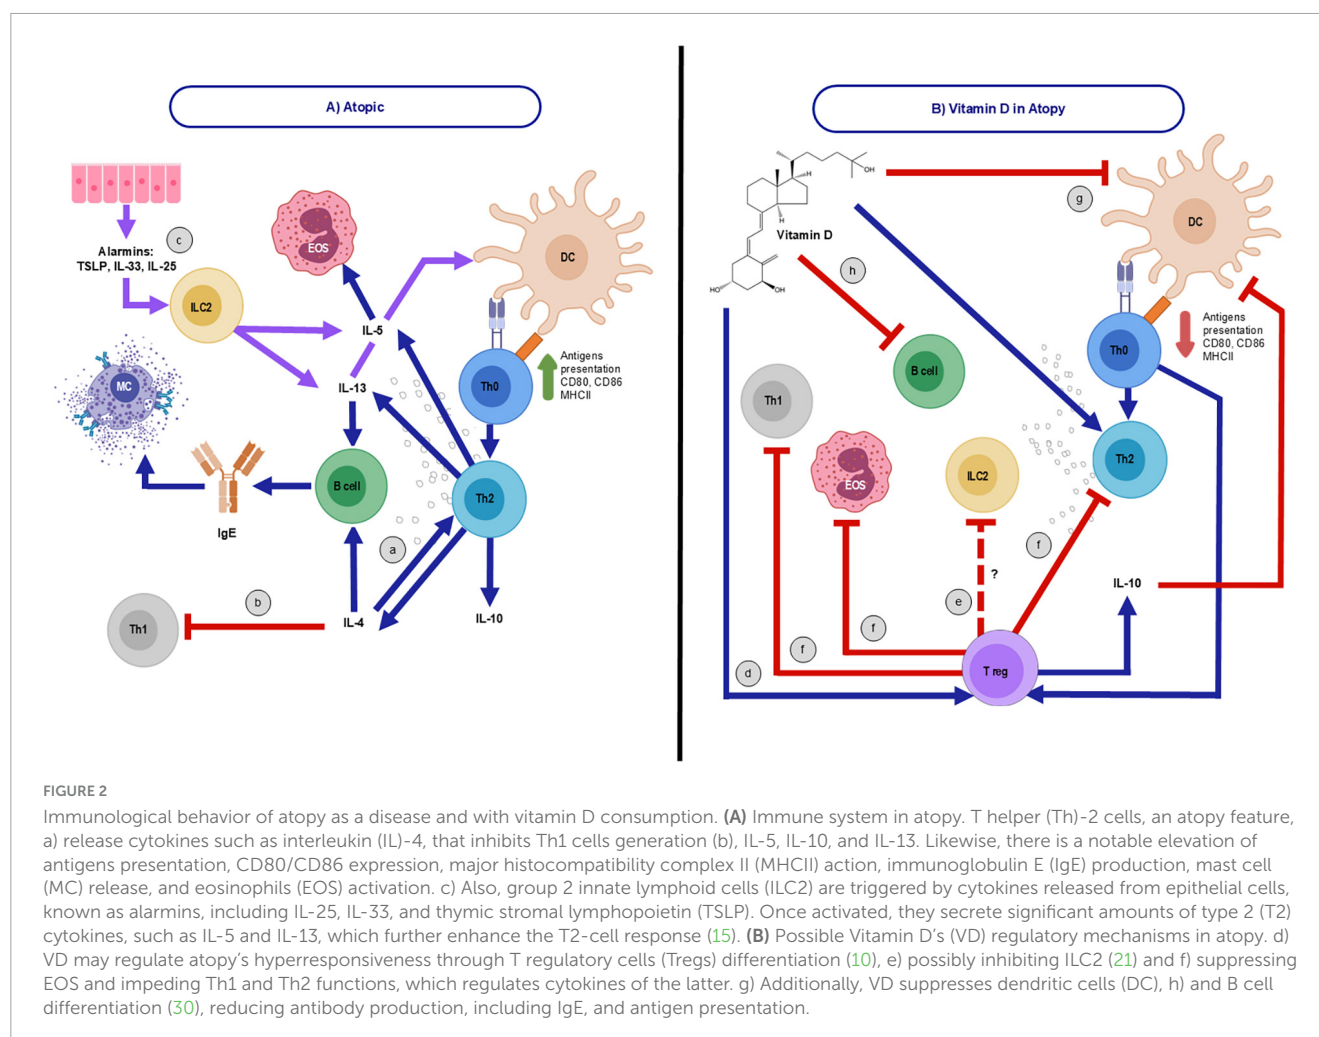 A) Atopic
c
Alarmins:
TSLP, IL-33, IL-25
EOS
DC
ILC2
IL-5
Antigens
presentation
CD80, CD86
MHCII
MC
IL-13
Th0
B cell
Th2
IgE
a
b
Th1
IL-4
IL-10
B) Vitamin D in Atopy
OH
H
H
g
DC
Vitamin D
h
HO
OH
Antigens
presentation
CD80, CD86
MHCII
Th0
B cell
Th1
Th2
EOS
ILC2
f
?
IL-10
e
f
f
d
T reg
FIGURE 2
Immunological behavior of atopy as a disease and with vitamin D consumption. (A) Immune system in atopy. T helper (Th)-2 cells, an atopy feature,
a) release cytokines such as interleukin (IL)-4, that inhibits Th1 cells generation (b), IL-5, IL-10, and IL-13. Likewise, there is a notable elevation of
antigens presentation, CD80/CD86 expression, major histocompatibility complex II (MHCII) action, immunoglobulin E (IgE) production, mast cell
(MC) release, and eosinophils (EOS) activation. c) Also, group 2 innate lymphoid cells (ILC2) are triggered by cytokines released from epithelial cells,
known as alarmins, including IL-25, IL-33, and thymic stromal lymphopoietin (TSLP). Once activated, they secrete significant amounts of type 2 (T2)
cytokines, such as IL-5 and IL-13, which further enhance the T2-cell response (15). (B) Possible Vitamin D's (VD) regulatory mechanisms in atopy. d)
VD may regulate atopy's hyperresponsiveness through T regulatory cells (Tregs) differentiation (10), e) possibly inhibiting ILC2 (21) and f) suppressing
EOS and impeding Th1 and Th2 functions, which regulates cytokines of the latter. g) Additionally, VD suppresses dendritic cells (DC), h) and B cell
differentiation (30), reducing antibody production, including IgE, and antigen presentation.